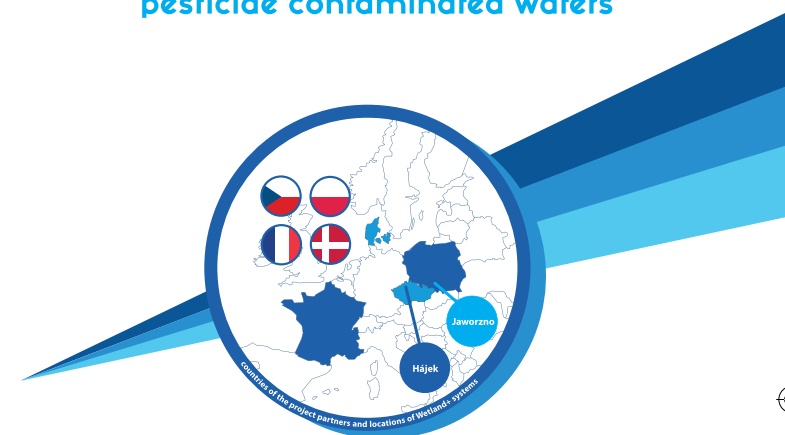 pesticide contaminated waters
Jaworzno
Hájek
countries of the project partners and locations of Wetland+ systems